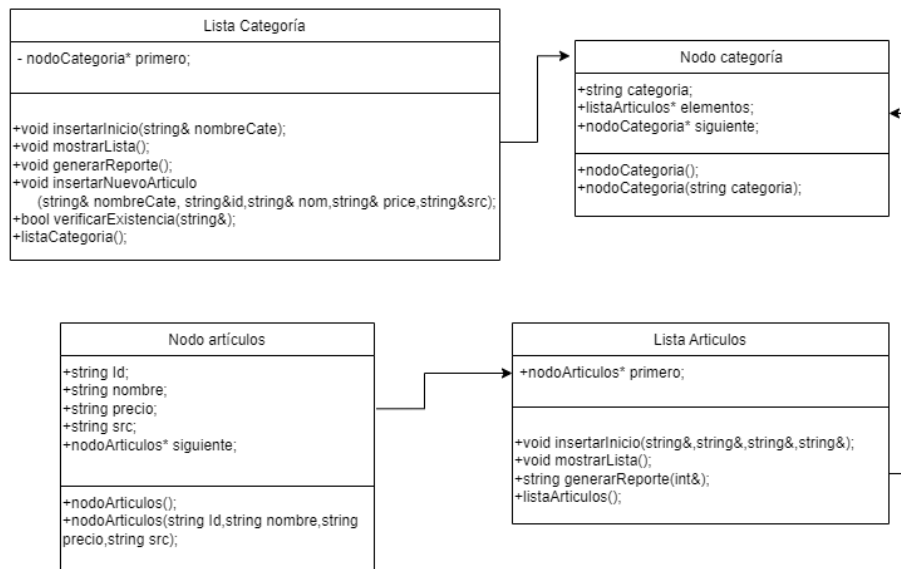 Lista Categoría
- nodoCategoria* primero;
+void insertarInicio(string& nombreCate);
+void mostrarLista();
+void generarReporte();
+void insertarNuevoArticulo
(string& nombreCate, string&id,string& nom,string& price,string&src);
+bool verificarExistencia(string&);
+listaCategoria();
Nodo categoría
+string categoria;
+listaArticulos* elementos;
+nodoCategoria* siguiente;
+nodoCategoria();
+nodoCategoria(string categoria);
Nodo artículos
+string Id;
+string nombre;
+string precio;
+string src;
+nodoArticulos* siguiente;
+nodoArticulos();
+nodoArticulos(string Id,string nombre,string
precio,string src);
Lista Articulos
+nodoArticulos* primero;
+void insertarInicio(string&,string&,string&,string&);
+void mostrarLista();
+string generarReporte(int&);
+listaArticulos();